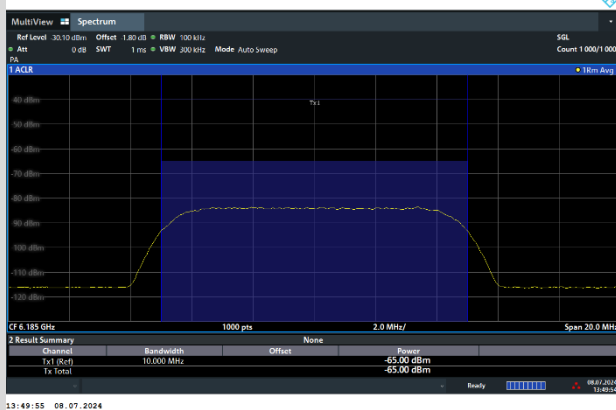 MultiView Spectrum
Ref Level -30.10 dBm Offset -1.80 dB RBW 100 kHz SGL
Att 0 dB SWT 1 ms VBW 300 kHz Mode Auto Sweep Count 1000/1000
PA
1 ACLR 1Rm Avg
-40 dBm
Tx1
-50 dBm
-60 dBm
-70 dBm
-80 dBm
-90 dBm
-100 dBm
-110 dBm
-120 dBm
CF 6.185 GHz 1000 pts 2.0 MHz/ Span 20.0 MHz
2 Result Summary None
Channel Bandwidth Offset Power
Tx1 (Ref) 10.000 MHz -65.00 dBm
Tx Total -65.00 dBm
Ready 08.07.2024
13:49:54
13:49:55 08.07.2024